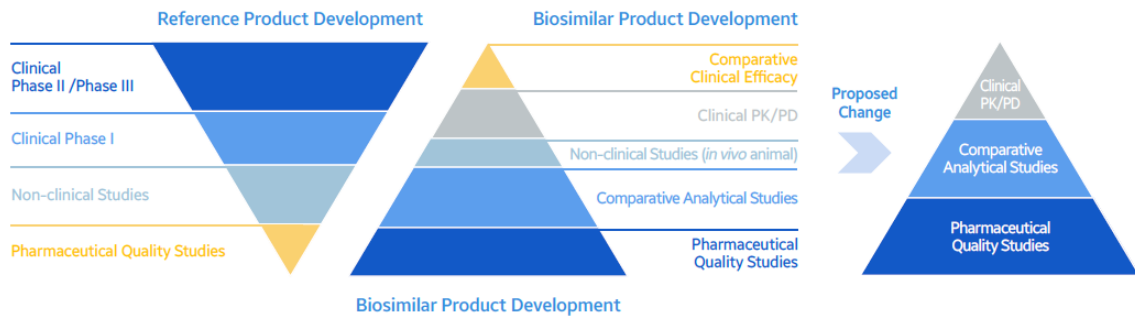 Reference Product Development
Biosimilar Product Development
Clinical
Phase II /Phase III
Clinical Phase I
Non-clinical Studies
Pharmaceutical Quality Studies
Comparative
Clinical Efficacy
Clinical PK/PD
Non-clinical Studies (in vivo animal)
Comparative Analytical Studies
Pharmaceutical
Quality Studies
Biosimilar Product Development
Proposed
Change
Clinical
PK/PD
Comparative
Analytical Studies
Pharmaceutical
Quality Studies